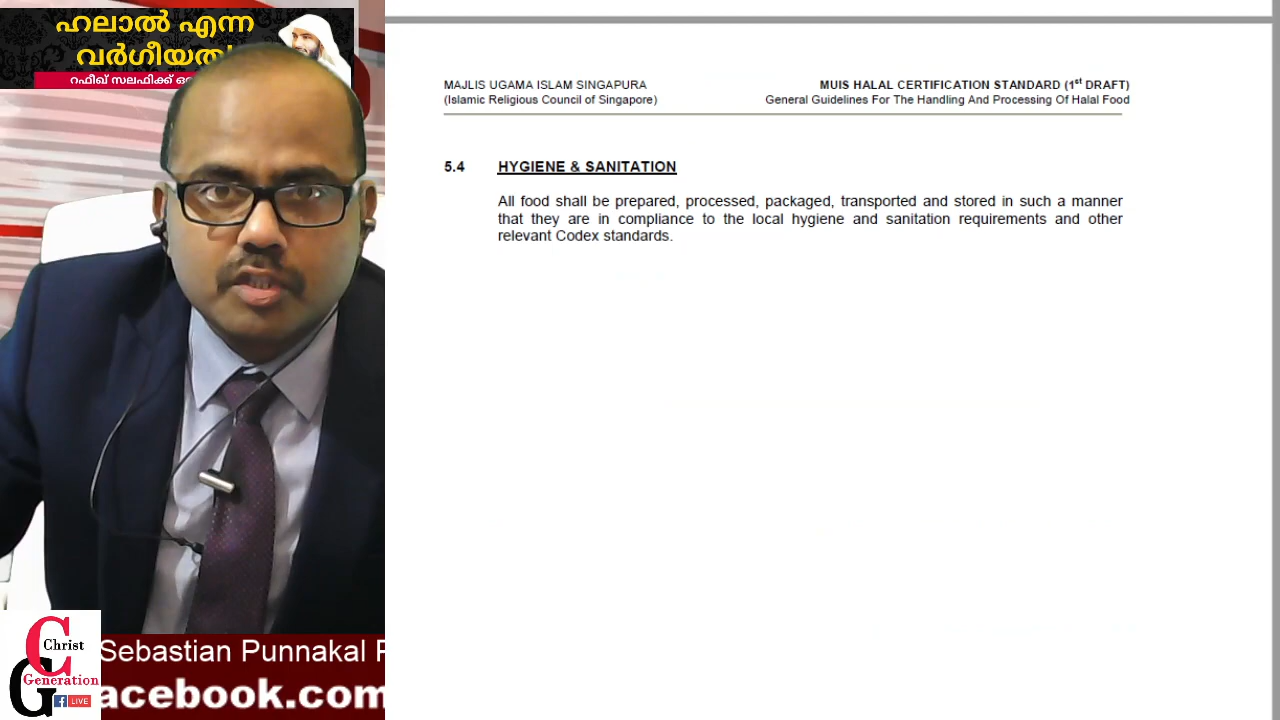 ഹലാൽ എന്ന
വർഗീയത!
റഫീഖ് സലഫിക്ക്
MAJLIS UGAMA ISLAM SINGAPURA
(Islamic Religious Council of Singapore)
MUIS HALAL CERTIFICATION STANDARD (1st DRAFT)
General Guidelines For The Handling And Processing Of Halal Food
5.4 HYGIENE & SANITATION
All food shall be prepared, processed, packaged, transported and stored in such a manner
that they are in compliance to the local hygiene and sanitation requirements and other
relevant Codex standards.
Christ
Generation
LIVE
Sebastian Punnakal
acebook.com